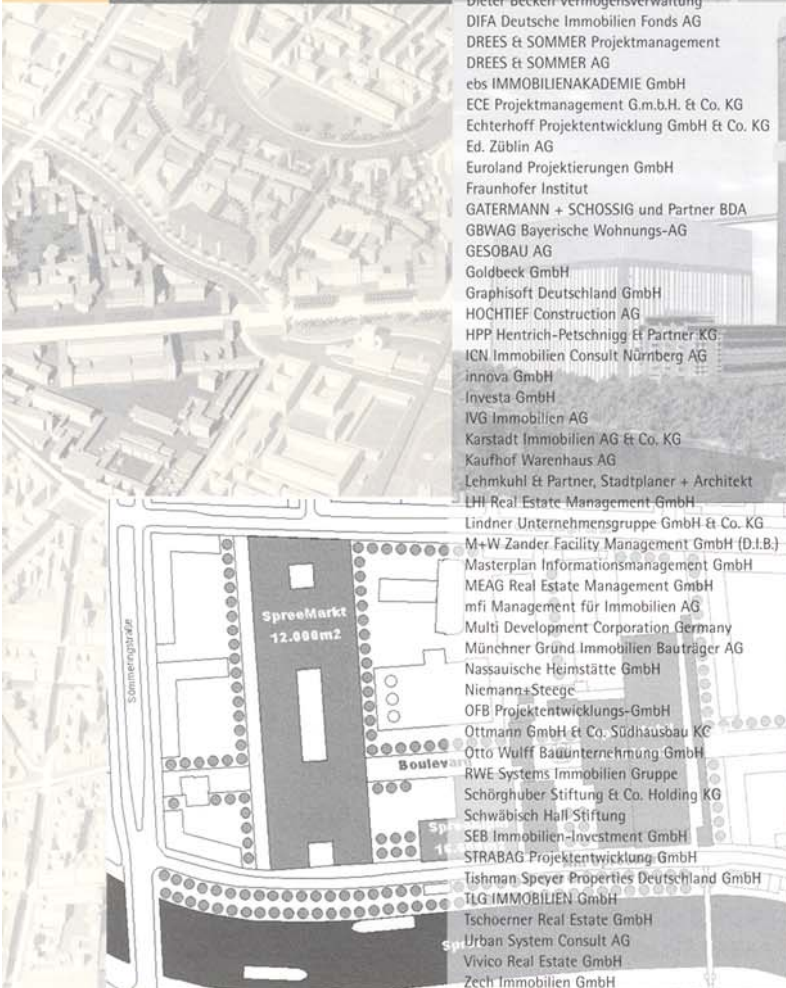 Dieter Becken Vermögensverwaltung
DIFA Deutsche Immobilien Fonds AG
DREES & SOMMER Projektmanagement
DREES & SOMMER AG
ebs IMMOBILIENAKADEMIE GmbH
ECE Projektmanagement G.m.b.H. & Co. KG
Echterhoff Projektentwicklung GmbH & Co. KG
Ed. Züblin AG
Euroland Projektierungen GmbH
Fraunhofer Institut
GATERMANN + SCHOSSIG und Partner BDA
GBWAG Bayerische Wohnungs-AG
GESOBAU AG
Goldbeck GmbH
Graphisoft Deutschland GmbH
HOCHTIEF Construction AG
HPP Hentrich-Petschnigg & Partner KG
ICN Immobilien Consult Nürnberg AG
innova GmbH
Investa GmbH
IVG Immobilien AG
Karstadt Immobilien AG & Co. KG
Kaufhof Warenhaus AG
Lehmkuhl & Partner, Stadtplaner + Architekt
LHI Real Estate Management GmbH
Lindner Unternehmensgruppe GmbH & Co. KG
M+W Zander Facility Management GmbH (D.I.B.)
Masterplan Informationsmanagement GmbH
MEAG Real Estate Management GmbH
mfi Management für Immobilien AG
Multi Development Corporation Germany
Münchner Grund Immobilien Bauträger AG
Nassauische Heimstätte GmbH
Niemann+Steege
OFB Projektentwicklungs-GmbH
Ottmann GmbH & Co. Südhausbau KG
Otto Wulff Bauunternehmung GmbH
RWE Systems Immobilien Gruppe
Schörghuber Stiftung & Co. Holding KG
Schwäbisch Hall Stiftung
SEB Immobilien-Investment GmbH
STRABAG Projektentwicklung GmbH
Tishman Speyer Properties Deutschland GmbH
TLG IMMOBILIEN GmbH
Tschoerner Real Estate GmbH
Urban System Consult AG
Vivico Real Estate GmbH
Zech Immobilien GmbH
Sömmeringstraße
SpreeMarkt
12.000m2
Boulevard